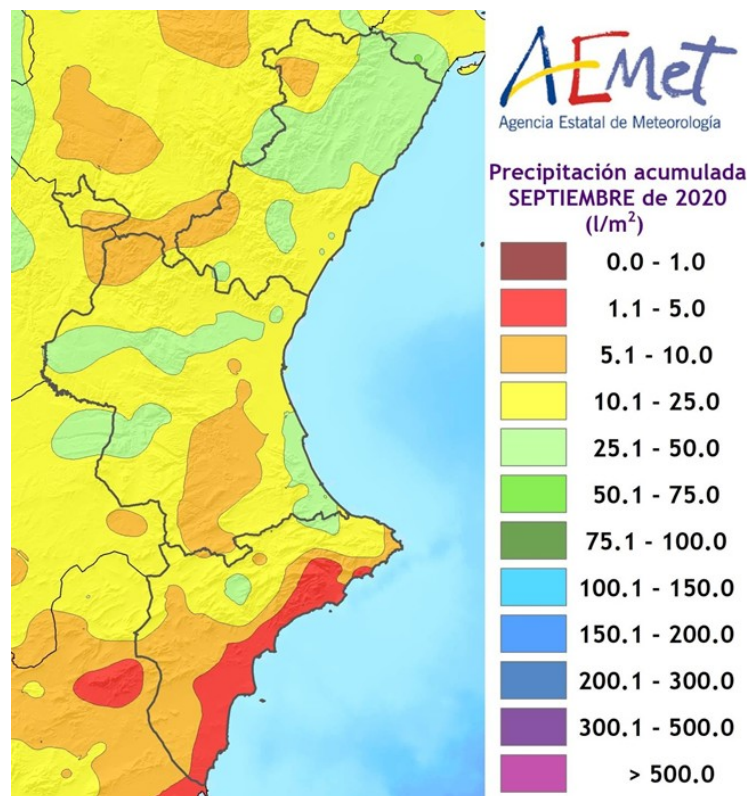 AEMet
Agencia Estatal de Meteorología
Precipitación acumulada
SEPTIEMBRE de 2020
(l/m²)
0.0 - 1.0
1.1 - 5.0
5.1 - 10.0
10.1 - 25.0
25.1 - 50.0
50.1 - 75.0
75.1 - 100.0
100.1 - 150.0
150.1 - 200.0
200.1 - 300.0
300.1 - 500.0
> 500.0